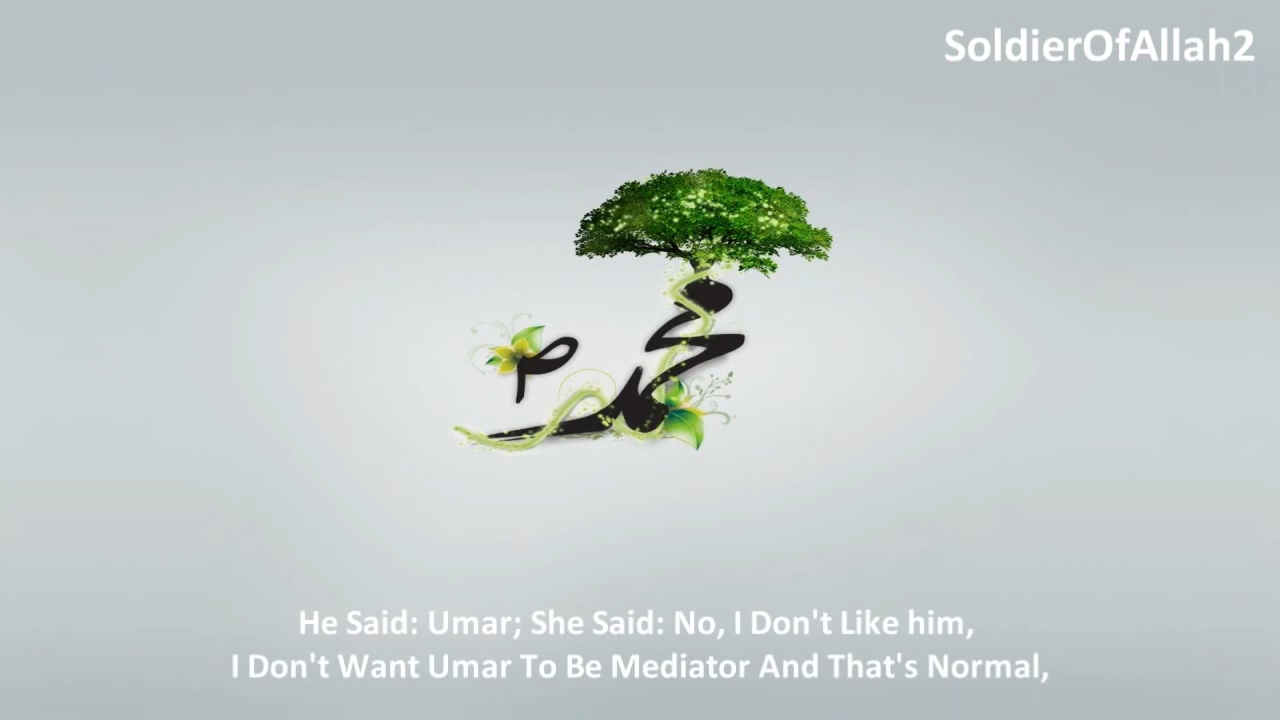 SoldierOfAllah2
محمد
He Said: Umar; She Said: No, I Don't Like him,
I Don't Want Umar To Be Mediator And That's Normal,